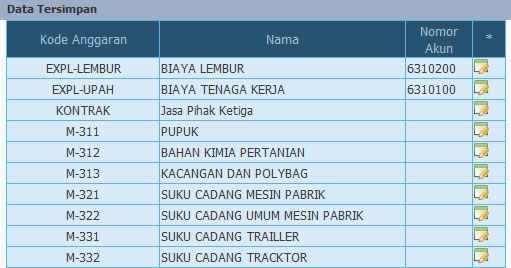 Data Tersimpan
Kode Anggaran Nama Nomor Akun *
EXPL-LEMBUR BIAYA LEMBUR 6310200
EXPL-UPAH BIAYA TENAGA KERJA 6310100
KONTRAK Jasa Pihak Ketiga
M-311 PUPUK
M-312 BAHAN KIMIA PERTANIAN
M-313 KACANGAN DAN POLYBAG
M-321 SUKU CADANG MESIN PABRIK
M-322 SUKU CADANG UMUM MESIN PABRIK
M-331 SUKU CADANG TRAILLER
M-332 SUKU CADANG TRACKTOR